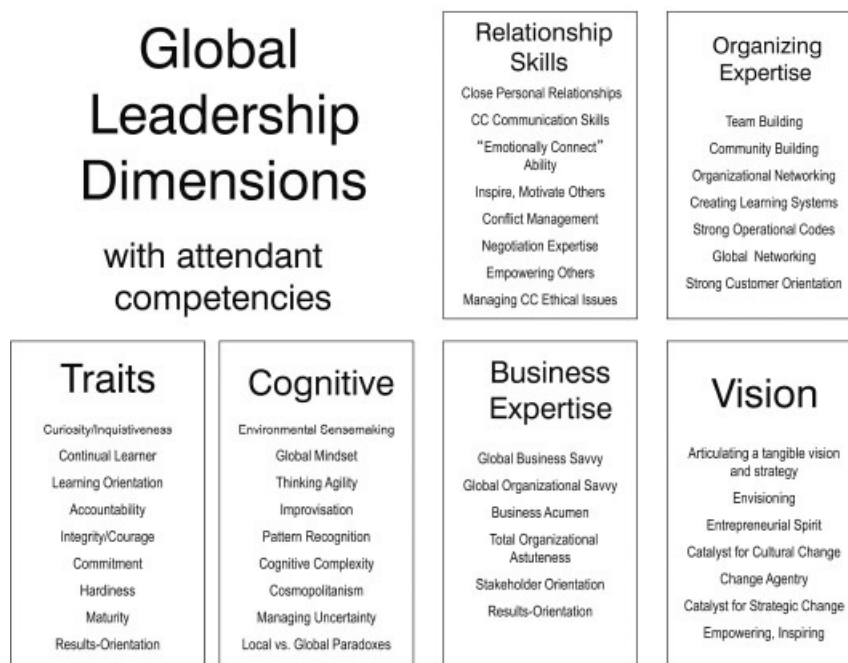 Global
Leadership
Dimensions
with attendant
competencies
Relationship
Skills
Close Personal Relationships
CC Communication Skills
"Emotionally Connect"
Ability
Inspire, Motivate Others
Conflict Management
Negotiation Expertise
Empowering Others
Managing CC Ethical Issues
Organizing
Expertise
Team Building
Community Building
Organizational Networking
Creating Learning Systems
Strong Operational Codes
Global Networking
Strong Customer Orientation
Traits
Curiosity/Inquistiveness
Continual Learner
Learning Orientation
Accountability
Integrity/Courage
Commitment
Hardiness
Maturity
Results-Orientation
Cognitive
Environmental Sensemaking
Global Mindset
Thinking Agility
Improvisation
Pattern Recognition
Cognitive Complexity
Cosmopolitanism
Managing Uncertainty
Local vs. Global Paradoxes
Business
Expertise
Global Business Savvy
Global Organizational Savvy
Business Acumen
Total Organizational
Astuteness
Stakeholder Orientation
Results-Orientation
Vision
Articulating a tangible vision
and strategy
Envisioning
Entrepreneurial Spirit
Catalyst for Cultural Change
Change Agentry
Catalyst for Strategic Change
Empowering, Inspiring